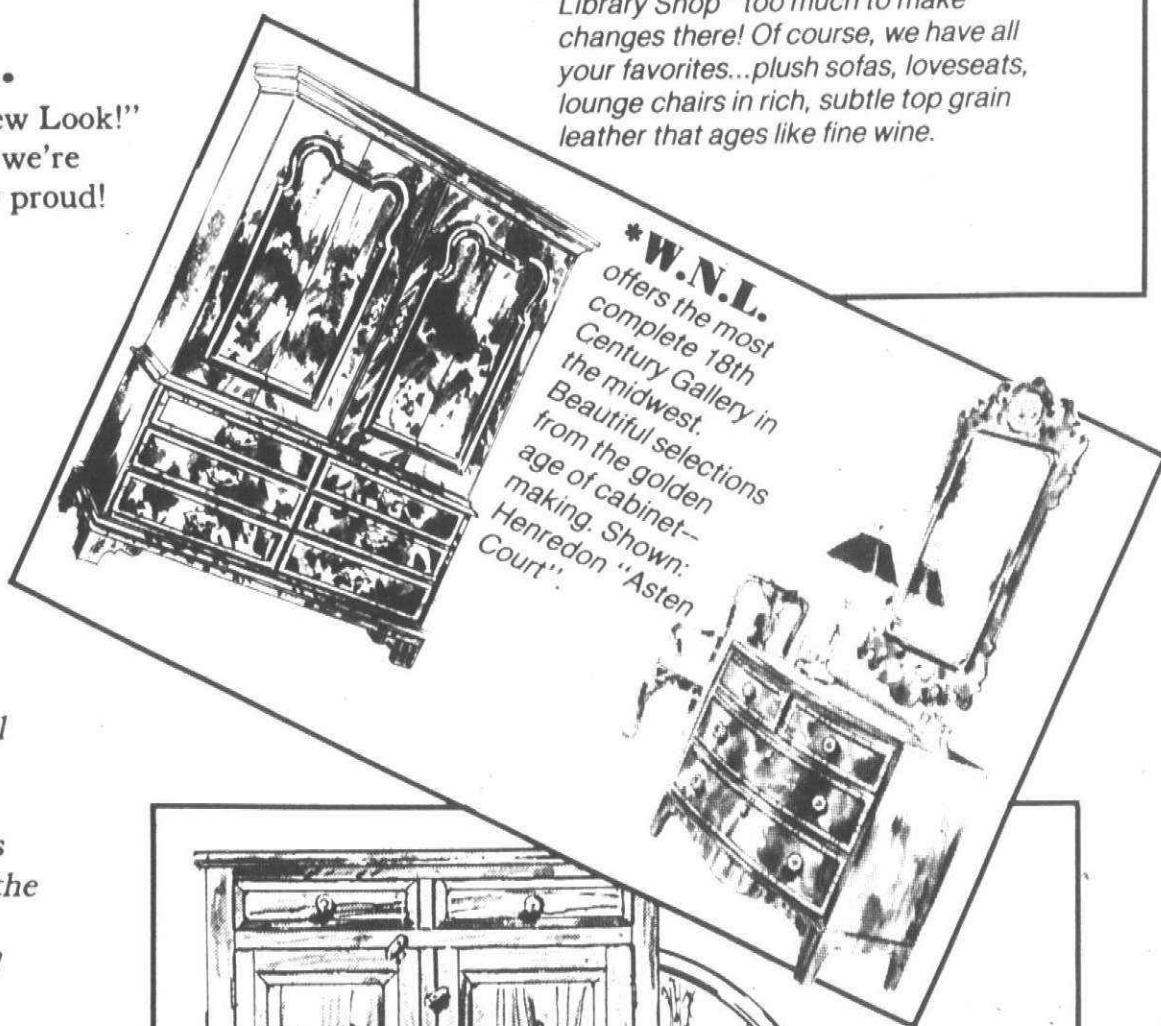 ew Look!"
we're
proud!
Library Shop" too much to make
changes there! Of course, we have all
your favorites...plush sofas, loveseats,
lounge chairs in rich, subtle top grain
leather that ages like fine wine.
*W.N.L.
offers the most
complete 18th
Century Gallery in
the midwest.
Beautiful selections
from the golden
age of cabinet--
making. Shown:
Henredon "Asten
Court".
the